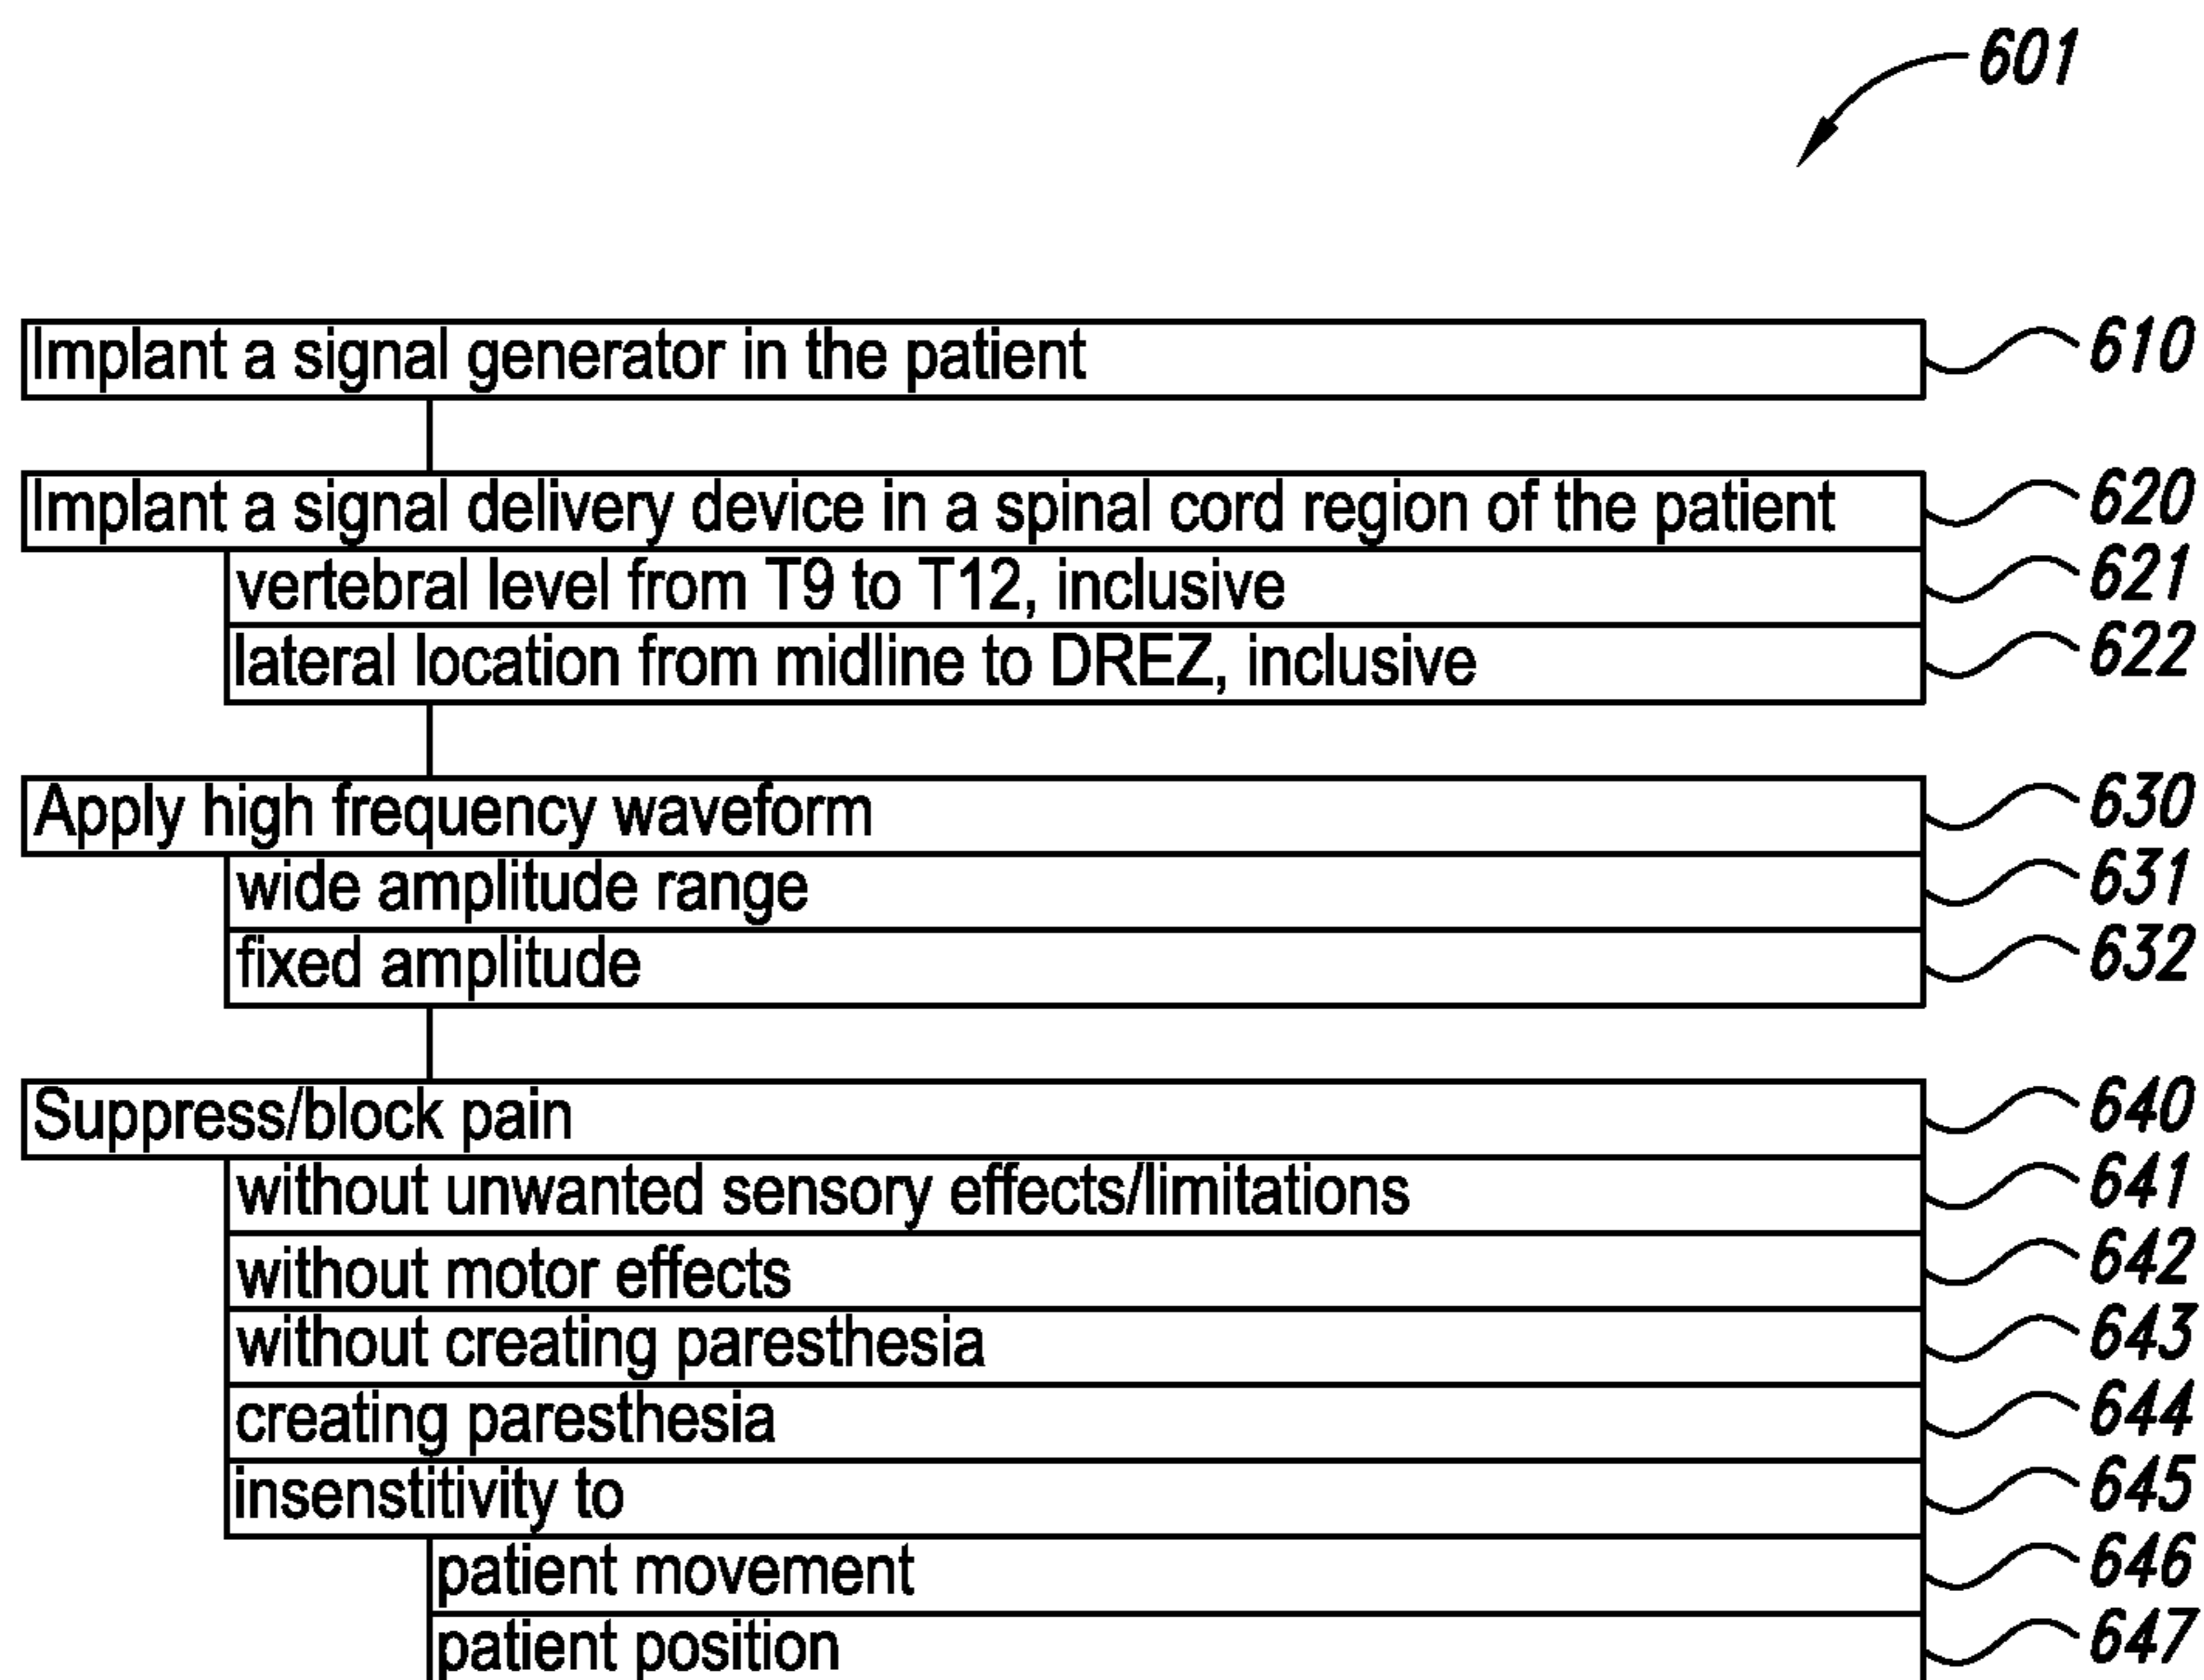 601
Implant a signal generator in the patient 610
Implant a signal delivery device in a spinal cord region of the patient 620
vertebral level from T9 to T12, inclusive 621
lateral location from midline to DREZ, inclusive 622
Apply high frequency waveform 630
wide amplitude range 631
fixed amplitude 632
Suppress/block pain 640
without unwanted sensory effects/limitations 641
without motor effects 642
without creating paresthesia 643
creating paresthesia 644
insenstitivity to 645
patient movement 646
patient position 647